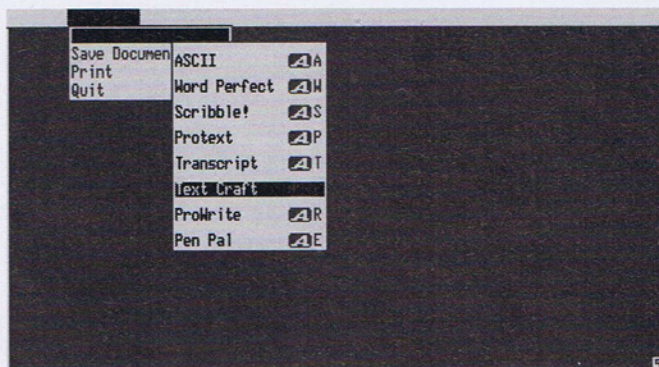 Save Documen
Print
Quit
ASCII A
Word Perfect A W
Scribble! A S
Protext A P
Transcript A T
Text Craft
ProWrite A R
Pen Pal A E